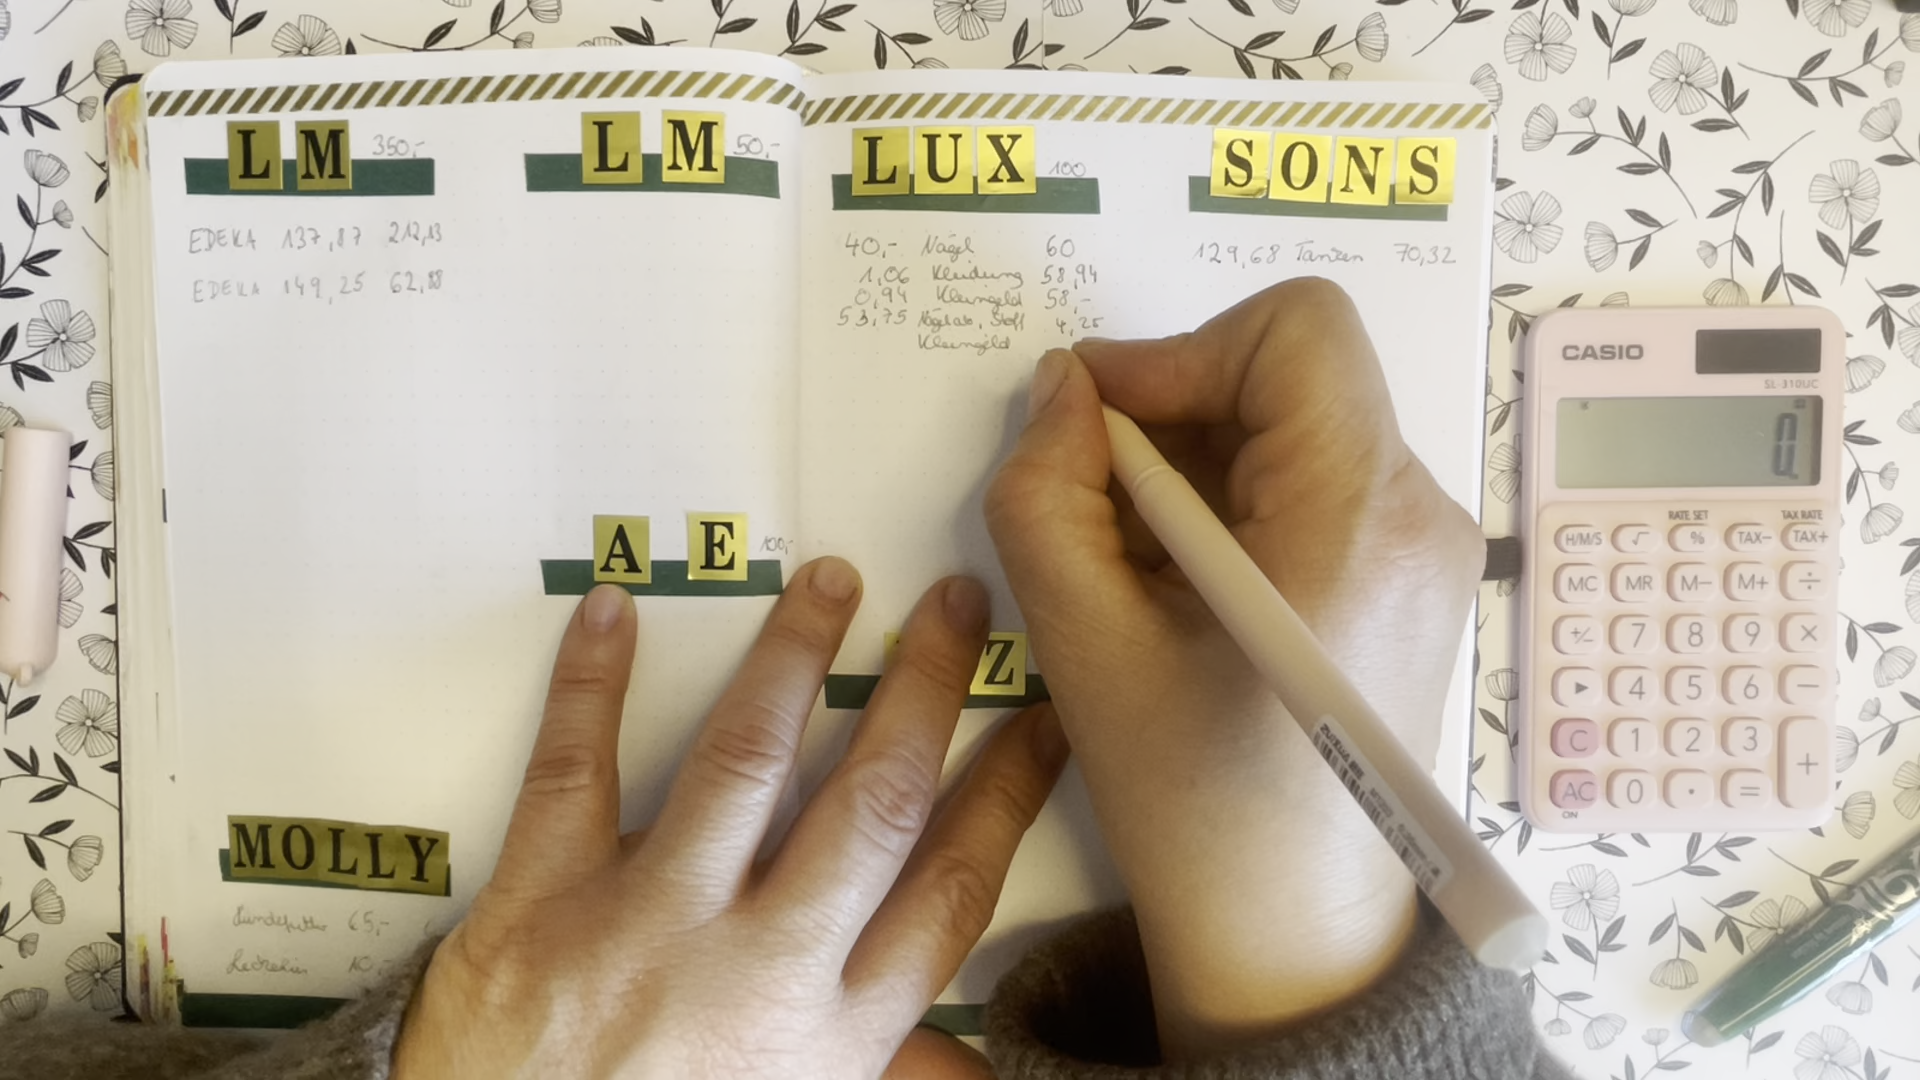 LM 350,-
EDEKA 137,87 212,13
EDEKA 149,25 62,88
LM 50,-
A E 100,-
MOLLY
65,-
10,-
LUX 100
40,- Nägel 60
1,06 Kleidung 58,94
0,94 Kleingeld 58,-
53,75 Stoff 4,25
Kleingeld
Z
SONS
129,68 Tanken 70,32
CASIO
SL-310UC
0
RATE SET TAX RATE
H/M/S √ % TAX− TAX+
MC MR M− M+ ÷
+/− 7 8 9 ×
▶ 4 5 6 −
C 1 2 3 +
AC 0 · =
ON